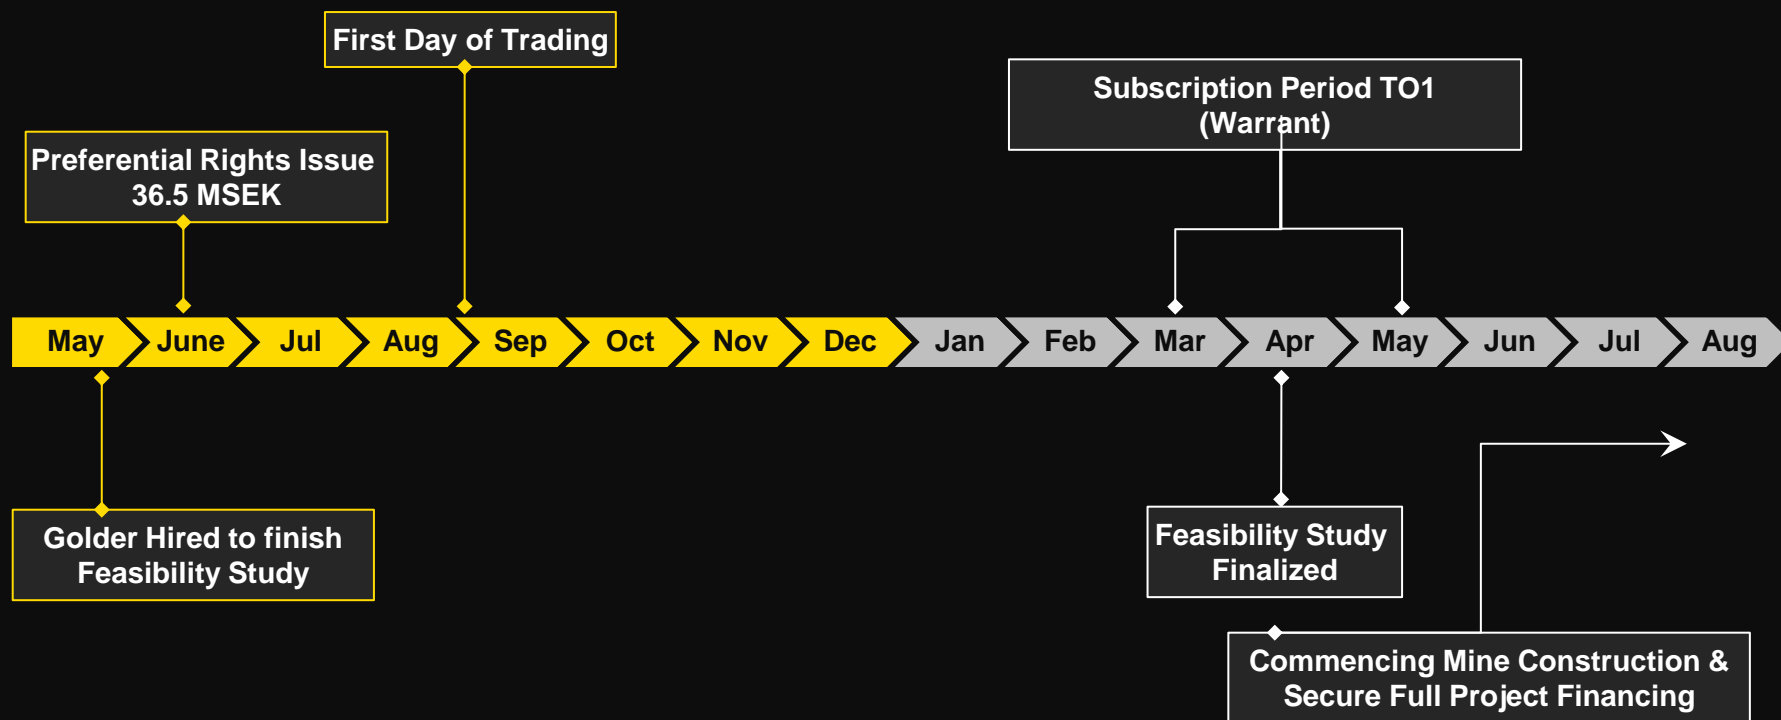 First Day of Trading
Subscription Period TO1
(Warrant)
Preferential Rights Issue
36.5 MSEK
May June Jul Aug Sep Oct Nov Dec Jan Feb Mar Apr May Jun Jul Aug
Golder Hired to finish
Feasibility Study
Feasibility Study
Finalized
Commencing Mine Construction &
Secure Full Project Financing